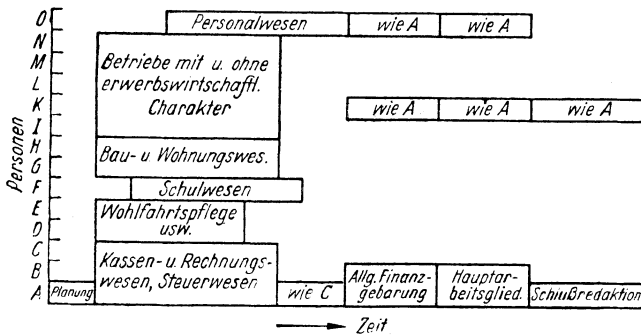 O
Personalwesen
wie A
wie A
N
M
Betriebe mit u. ohne
L
erwerbswirtschaftl.
Charakter
K
wie A
wie A
wie A
I
H
G
Bau- u. Wohnungswes.
F
Schulwesen
E
Wohlfahrtspflege
D
usw.
C
Kassen- u. Rechnungs-
wesen, Steuerwesen
B
Allg. Finanz-
gebarung
Hauptar-
beitsglied.
A
Planung
wie C
Schlußredaktion
Personen
Zeit